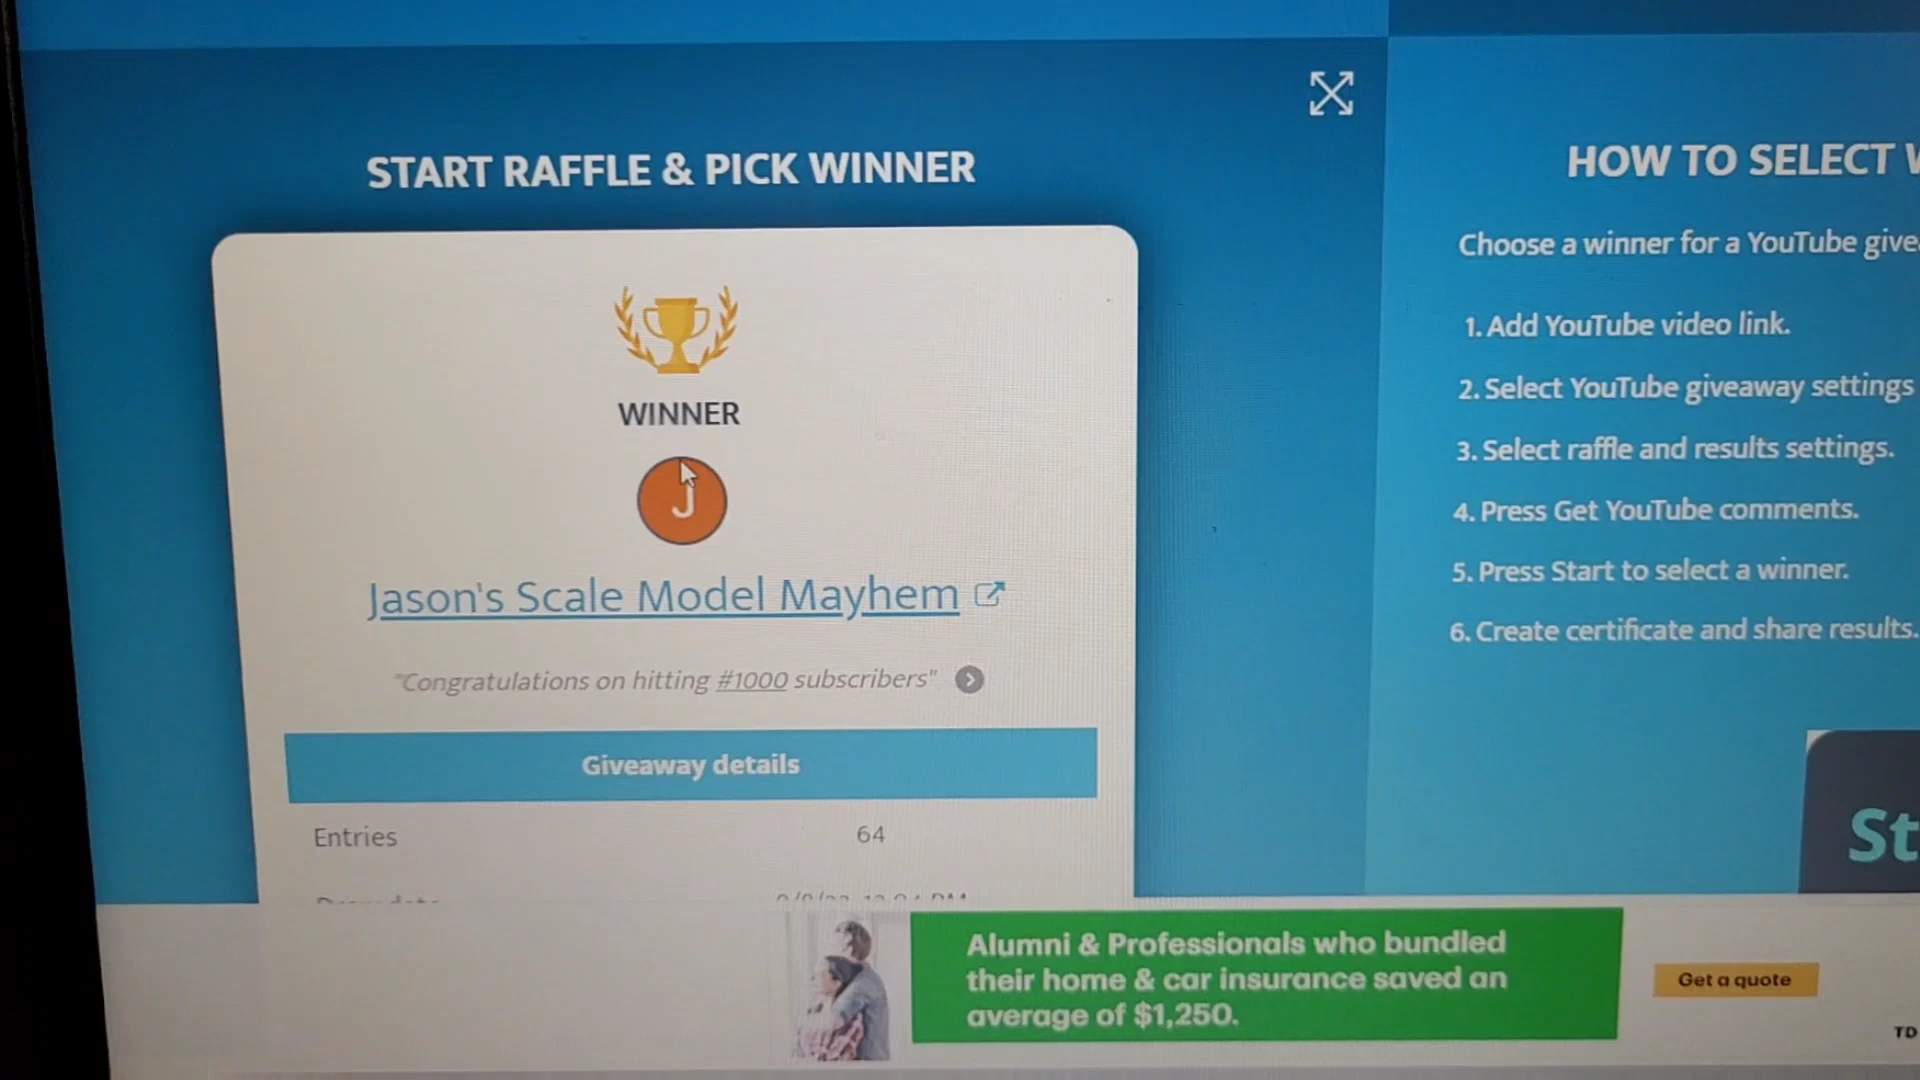 START RAFFLE & PICK WINNER
WINNER
J
Jason's Scale Model Mayhem
"Congratulations on hitting #1000 subscribers"
Giveaway details
Entries 64
HOW TO SELECT
Choose a winner for a YouTube
1. Add YouTube video link.
2. Select YouTube giveaway settings
3. Select raffle and results settings.
4. Press Get YouTube comments.
5. Press Start to select a winner.
6. Create certificate and share results.
St
Alumni & Professionals who bundled
their home & car insurance saved an
average of $1,250.
Get a quote
TD